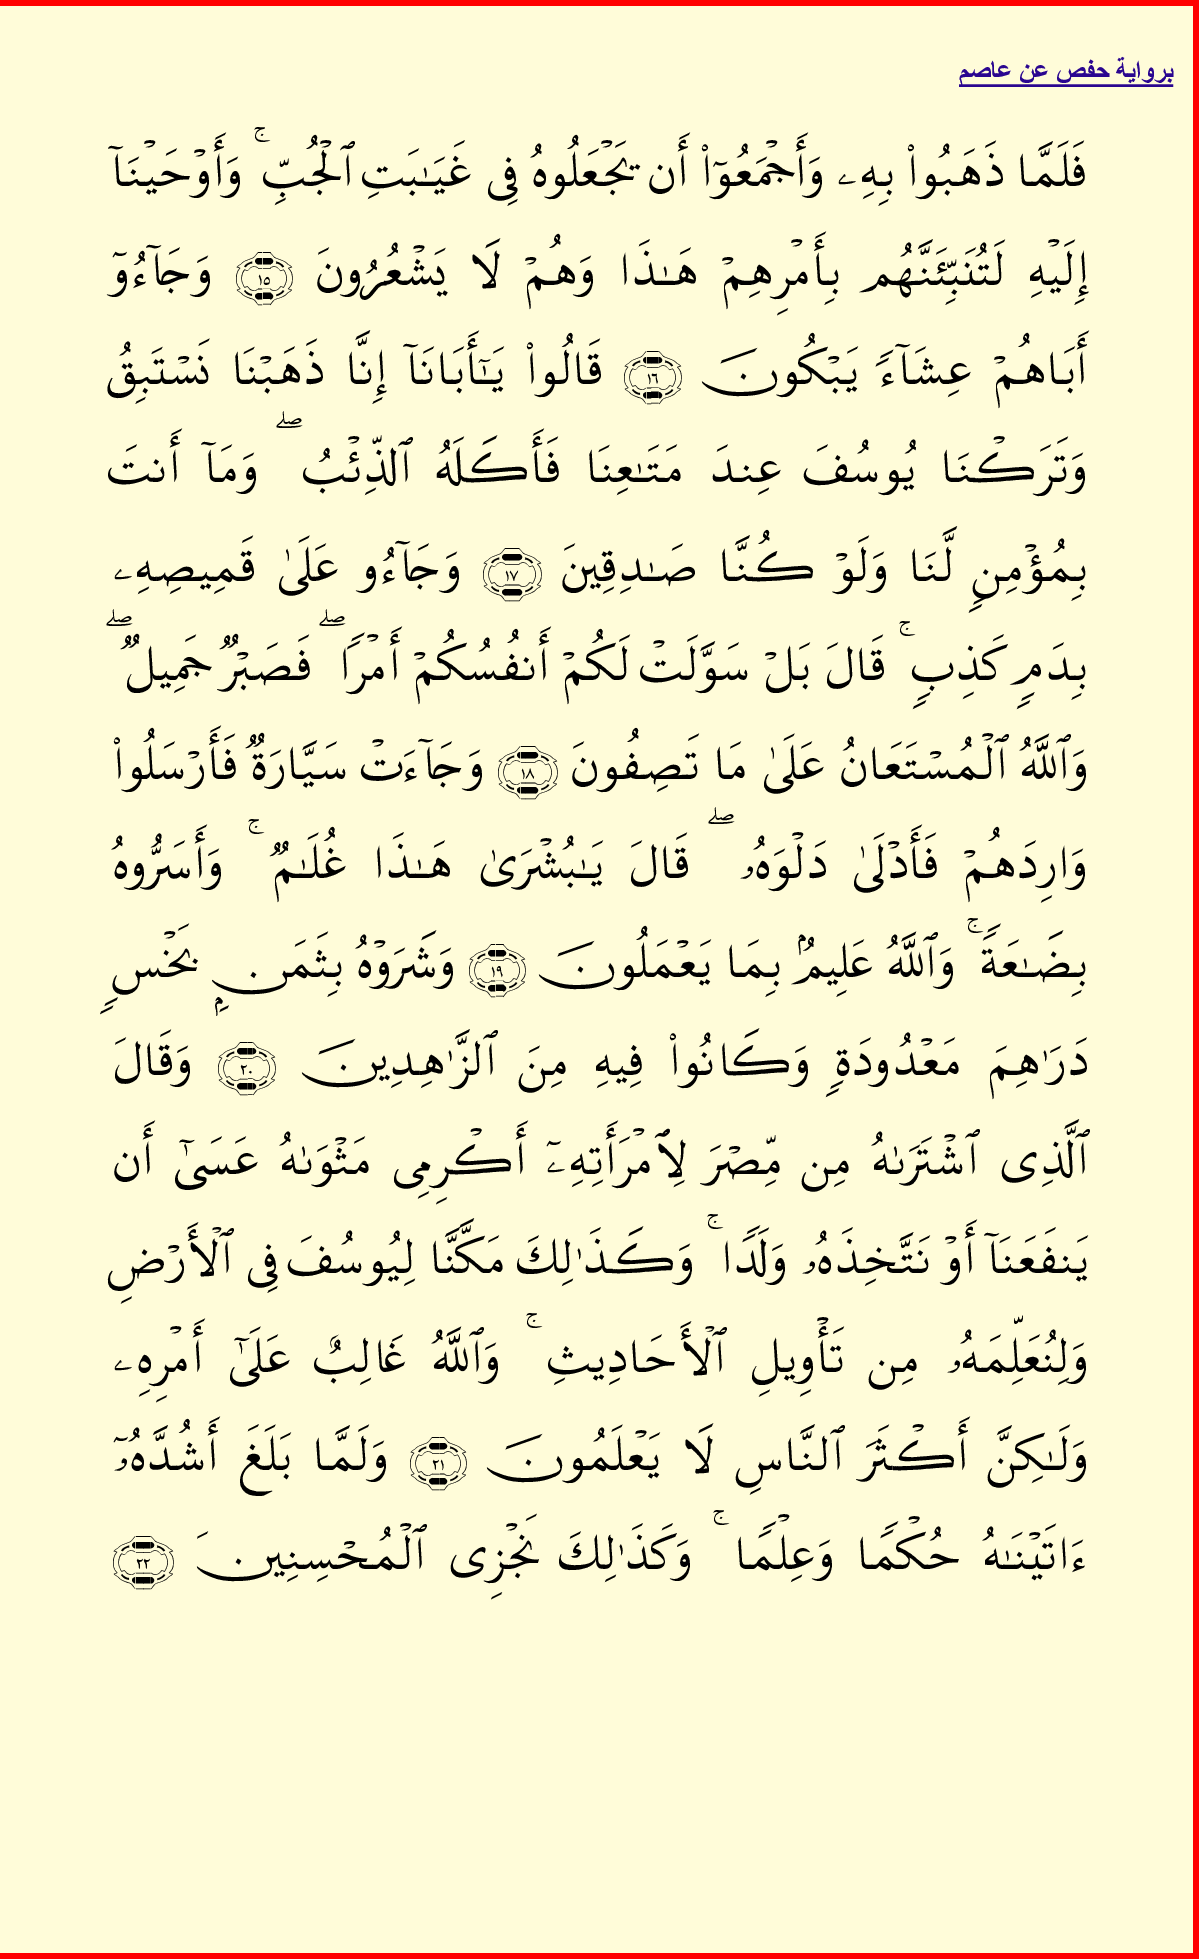 برواية حفص عن عاصم
فَلَمَّا ذَهَبُوا۟ بِهِۦ وَأَجْمَعُوٓا۟ أَن يَجْعَلُوهُ فِى غَيَـٰبَتِ ٱلْجُبِّ ۚ وَأَوْحَيْنَآ
إِلَيْهِ لَتُنَبِّئَنَّهُم بِأَمْرِهِمْ هَـٰذَا وَهُمْ لَا يَشْعُرُونَ ١٥ وَجَآءُوٓ
أَبَاهُمْ عِشَآءً يَبْكُونَ ١٦ قَالُوا۟ يَـٰٓأَبَانَآ إِنَّا ذَهَبْنَا نَسْتَبِقُ
وَتَرَكْنَا يُوسُفَ عِندَ مَتَـٰعِنَا فَأَكَلَهُ ٱلذِّئْبُ ۖ وَمَآ أَنتَ
بِمُؤْمِنٍ لَّنَا وَلَوْ كُنَّا صَـٰدِقِينَ ١٧ وَجَآءُو عَلَىٰ قَمِيصِهِۦ
بِدَمٍ كَذِبٍ ۚ قَالَ بَلْ سَوَّلَتْ لَكُمْ أَنفُسُكُمْ أَمْرًا ۖ فَصَبْرٌ جَمِيلٌ ۖ
وَٱللَّهُ ٱلْمُسْتَعَانُ عَلَىٰ مَا تَصِفُونَ ١٨ وَجَآءَتْ سَيَّارَةٌ فَأَرْسَلُوا۟
وَارِدَهُمْ فَأَدْلَىٰ دَلْوَهُۥ ۖ قَالَ يَـٰبُشْرَىٰ هَـٰذَا غُلَـٰمٌ ۚ وَأَسَرُّوهُ
بِضَـٰعَةً ۚ وَٱللَّهُ عَلِيمٌۢ بِمَا يَعْمَلُونَ ١٩ وَشَرَوْهُ بِثَمَنٍۭ بَخْسٍ
دَرَٰهِمَ مَعْدُودَةٍ وَكَانُوا۟ فِيهِ مِنَ ٱلزَّٰهِدِينَ ٢٠ وَقَالَ
ٱلَّذِى ٱشْتَرَىٰهُ مِن مِّصْرَ لِٱمْرَأَتِهِۦٓ أَكْرِمِى مَثْوَىٰهُ عَسَىٰٓ أَن
يَنفَعَنَآ أَوْ نَتَّخِذَهُۥ وَلَدًا ۚ وَكَذَٰلِكَ مَكَّنَّا لِيُوسُفَ فِى ٱلْأَرْضِ
وَلِنُعَلِّمَهُۥ مِن تَأْوِيلِ ٱلْأَحَادِيثِ ۚ وَٱللَّهُ غَالِبٌ عَلَىٰٓ أَمْرِهِۦ
وَلَـٰكِنَّ أَكْثَرَ ٱلنَّاسِ لَا يَعْلَمُونَ ٢١ وَلَمَّا بَلَغَ أَشُدَّهُۥٓ
ءَاتَيْنَـٰهُ حُكْمًا وَعِلْمًا ۚ وَكَذَٰلِكَ نَجْزِى ٱلْمُحْسِنِينَ ٢٢